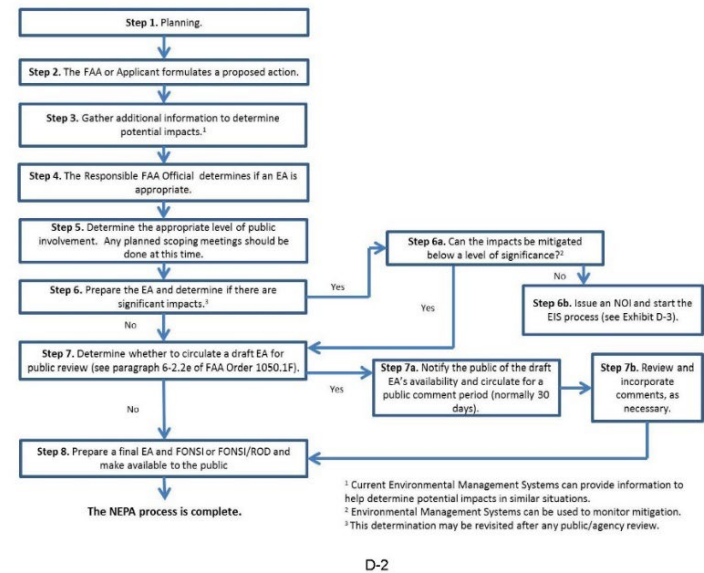 Step 1. Planning.
Step 2. The FAA or Applicant formulates a proposed action.
Step 3. Gather additional information to determine
potential impacts.¹
Step 4. The Responsible FAA Official determines if an EA is
appropriate.
Step 5. Determine the appropriate level of public
involvement. Any planned scoping meetings should be
done at this time.
Step 6a. Can the impacts be mitigated
below a level of significance?²
No
Step 6. Prepare the EA and determine if there are
significant impacts.³
Yes
Step 6b. Issue an NOI and start the
EIS process (see Exhibit D-3).
No
Yes
Step 7. Determine whether to circulate a draft EA for
public review (see paragraph 6-2.2e of FAA Order 1050.1F).
Yes
Step 7a. Notify the public of the draft
EA's availability and circulate for a
public comment period (normally 30
days).
Step 7b. Review and
incorporate
comments, as
necessary.
No
Step 8. Prepare a final EA and FONSI or FONSI/ROD and
make available to the public
The NEPA process is complete.
¹ Current Environmental Management Systems can provide information to
help determine potential impacts in similar situations.
² Environmental Management Systems can be used to monitor mitigation.
³ This determination may be revisited after any public/agency review.
D-2